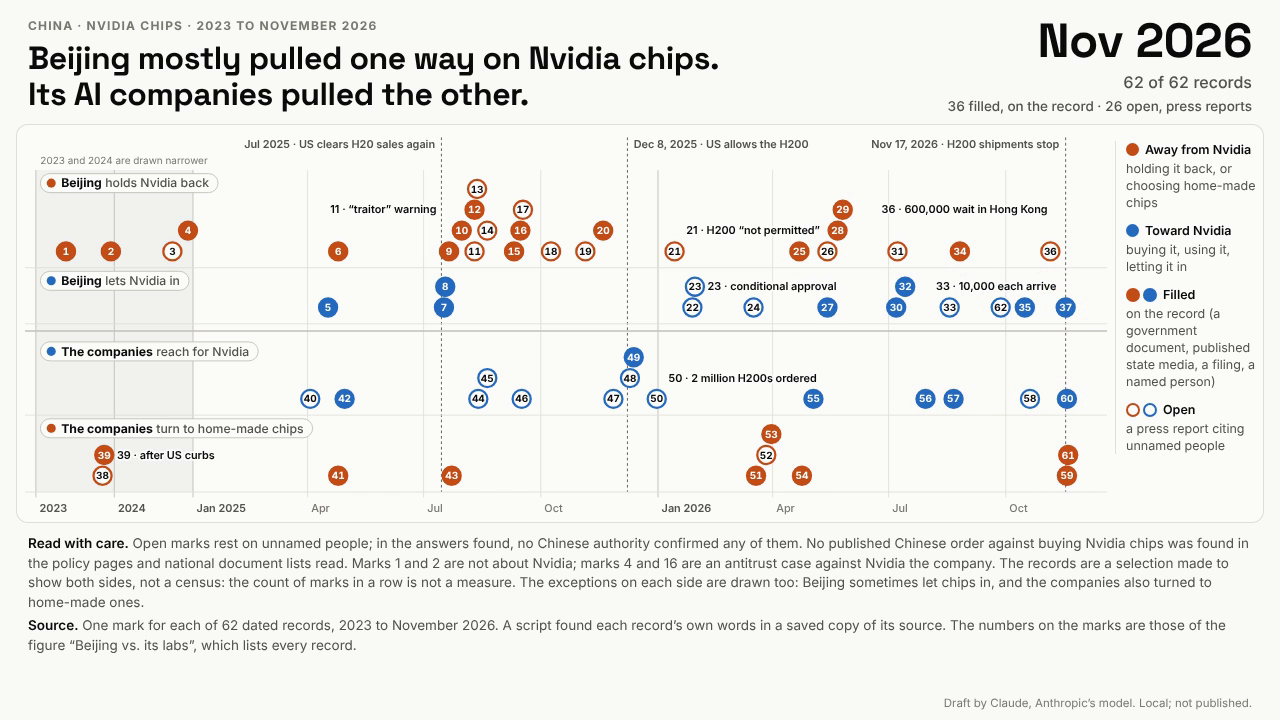 CHINA · NVIDIA CHIPS · 2023 TO NOVEMBER 2026
Beijing mostly pulled one way on Nvidia chips.
Its AI companies pulled the other.
Nov 2026
62 of 62 records
36 filled, on the record · 26 open, press reports
Jul 2025 · US clears H20 sales again
Dec 8, 2025 · US allows the H200
Nov 17, 2026 · H200 shipments stop
2023 and 2024 are drawn narrower
Beijing holds Nvidia back
13
11 · “traitor” warning
12
17
29
36 · 600,000 wait in Hong Kong
4
10
14
16
20
21 · H200 “not permitted”
28
1
2
3
6
9
11
15
18
19
21
25
26
31
34
36
Beijing lets Nvidia in
8
23
23 · conditional approval
32
33 · 10,000 each arrive
5
7
22
24
27
30
33
62
35
37
The companies reach for Nvidia
49
45
48
50 · 2 million H200s ordered
40
42
44
46
47
50
55
56
57
58
60
The companies turn to home-made chips
53
39
39 · after US curbs
52
61
38
41
43
51
54
59
2023
2024
Jan 2025
Apr
Jul
Oct
Jan 2026
Apr
Jul
Oct
Away from Nvidia
holding it back, or
choosing home-made
chips
Toward Nvidia
buying it, using it,
letting it in
Filled
on the record (a
government
document, published
state media, a filing, a
named person)
Open
a press report citing
unnamed people
Read with care. Open marks rest on unnamed people; in the answers found, no Chinese authority confirmed any of them. No published Chinese order against buying Nvidia chips was found in
the policy pages and national document lists read. Marks 1 and 2 are not about Nvidia; marks 4 and 16 are an antitrust case against Nvidia the company. The records are a selection made to
show both sides, not a census: the count of marks in a row is not a measure. The exceptions on each side are drawn too: Beijing sometimes let chips in, and the companies also turned to
home-made ones.
Source. One mark for each of 62 dated records, 2023 to November 2026. A script found each record’s own words in a saved copy of its source. The numbers on the marks are those of the
figure “Beijing vs. its labs”, which lists every record.
Draft by Claude, Anthropic’s model. Local; not published.